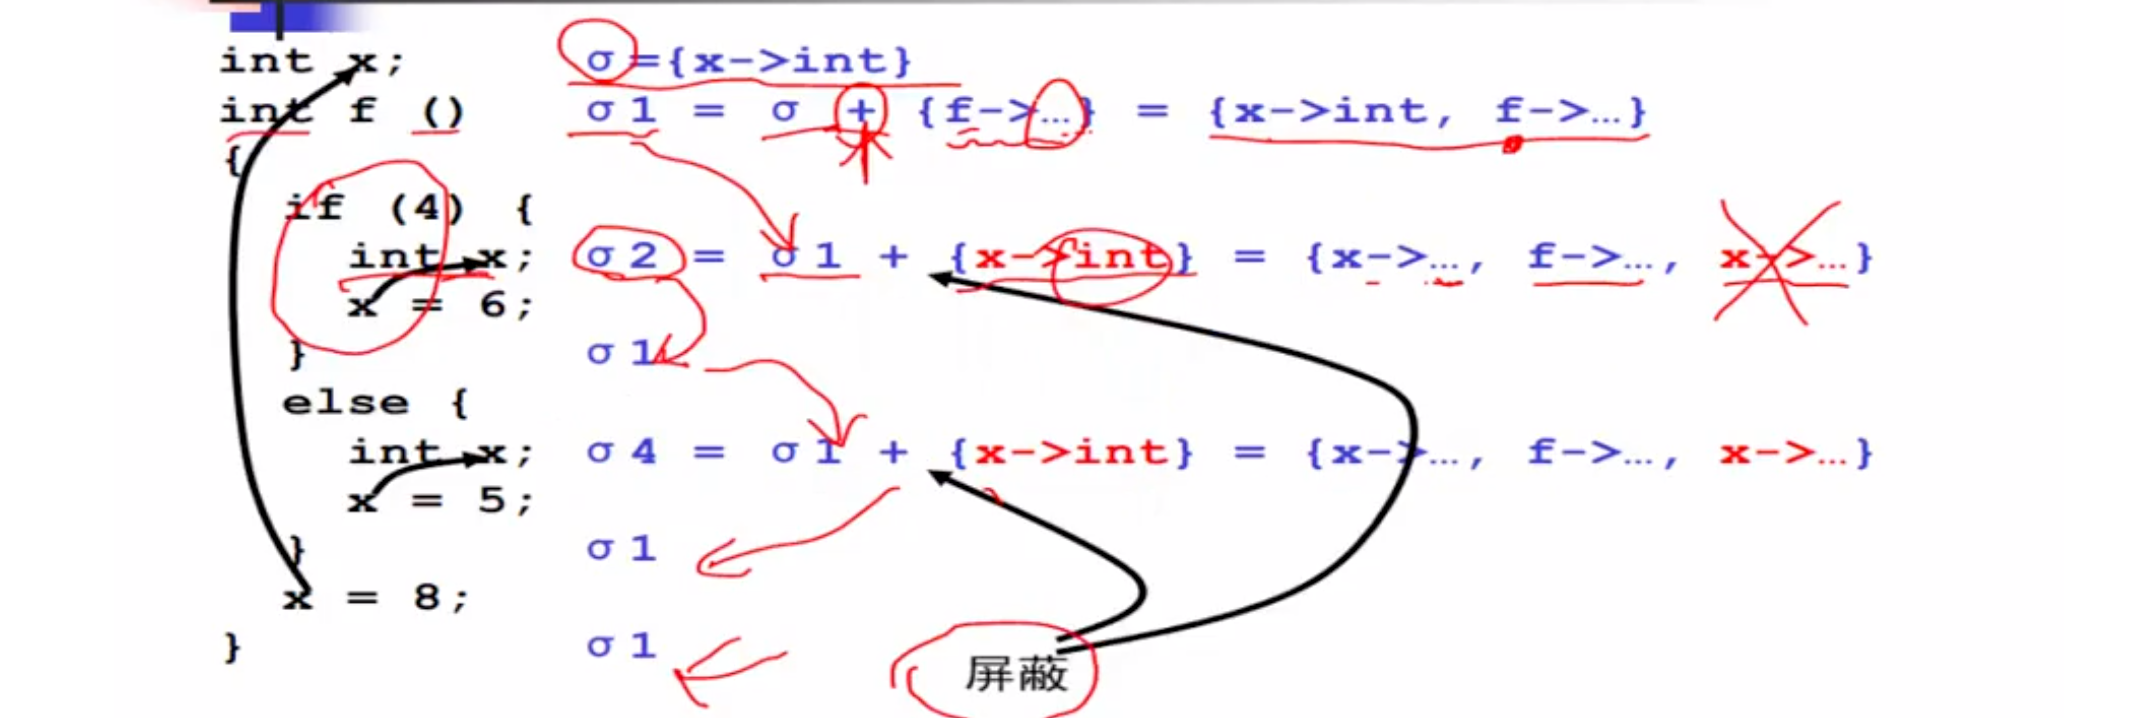 int x; σ={x->int}
int f () σ1 = σ + {f->…} = {x->int, f->…}
{
if (4) {
int x; σ2 = σ1 + {x->int} = {x->…, f->…, x->…}
x = 6;
} σ1
else {
int x; σ4 = σ1 + {x->int} = {x->…, f->…, x->…}
x = 5;
} σ1
x = 8;
} σ1
屏蔽